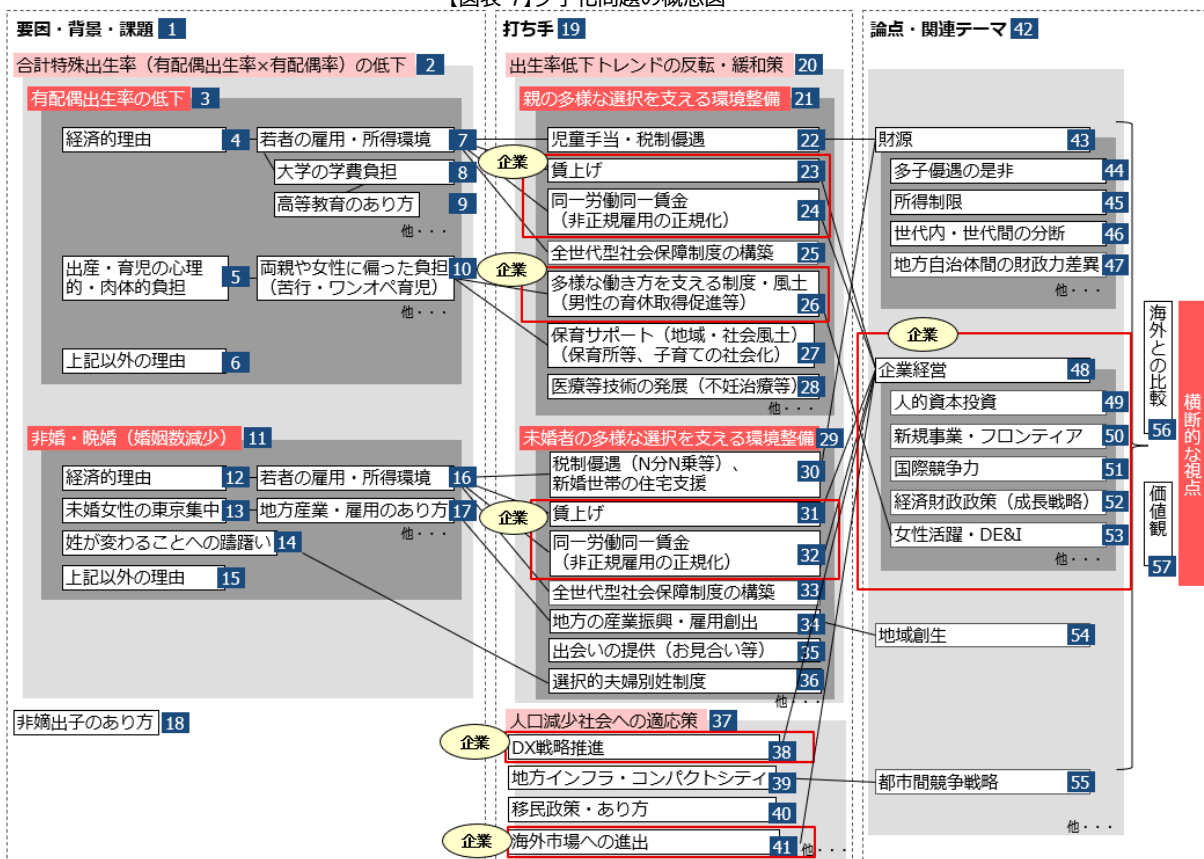 【図表-7】少子化問題の概念図
要因・背景・課題 1
合計特殊出生率（有配偶出生率×有配偶率）の低下 2
有配偶出生率の低下 3
経済的理由 4
若者の雇用・所得環境 7
大学の学費負担 8
高等教育のあり方 9
他・・・
出産・育児の心理
的・肉体的負担 5
両親や女性に偏った負担
（苦行・ワンオペ育児） 10
他・・・
上記以外の理由 6
非婚・晩婚（婚姻数減少） 11
経済的理由 12
若者の雇用・所得環境 16
未婚女性の東京集中 13
地方産業・雇用のあり方 17
他・・・
姓が変わることへの躊躇い 14
上記以外の理由 15
非嫡出子のあり方 18
打ち手 19
出生率低下トレンドの反転・緩和策 20
親の多様な選択を支える環境整備 21
児童手当・税制優遇 22
企業
賃上げ 23
同一労働同一賃金
（非正規雇用の正規化） 24
全世代型社会保障制度の構築 25
企業
多様な働き方を支える制度・風土
（男性の育休取得促進等） 26
保育サポート（地域・社会風土）
（保育所等、子育ての社会化） 27
医療等技術の発展（不妊治療等） 28
他・・・
未婚者の多様な選択を支える環境整備 29
税制優遇（N分N乗等）、
新婚世帯の住宅支援 30
企業
賃上げ 31
同一労働同一賃金
（非正規雇用の正規化） 32
全世代型社会保障制度の構築 33
地方の産業振興・雇用創出 34
出会いの提供（お見合い等） 35
選択的夫婦別姓制度 36
他・・・
人口減少社会への適応策 37
企業
DX戦略推進 38
地方インフラ・コンパクトシティ 39
移民政策・あり方 40
企業
海外市場への進出 41
他・・・
論点・関連テーマ 42
財源 43
多子優遇の是非 44
所得制限 45
世代内・世代間の分断 46
地方自治体間の財政力差異 47
他・・・
企業
企業経営 48
人的資本投資 49
新規事業・フロンティア 50
国際競争力 51
経済財政政策（成長戦略） 52
女性活躍・DE&I 53
他・・・
地域創生 54
都市間競争戦略 55
他・・・
海外との比較 56
価値観 57
横断的な視点